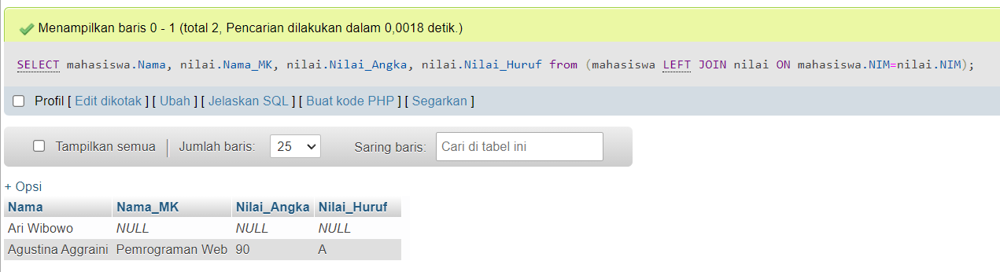 Menampilkan baris 0 - 1 (total 2, Pencarian dilakukan dalam 0,0018 detik.)
SELECT mahasiswa.Nama, nilai.Nama_MK, nilai.Nilai_Angka, nilai.Nilai_Huruf from (mahasiswa LEFT JOIN nilai ON mahasiswa.NIM=nilai.NIM);
Profil [ Edit dikotak ] [ Ubah ] [ Jelaskan SQL ] [ Buat kode PHP ] [ Segarkan ]
Tampilkan semua Jumlah baris: 25 Saring baris: Cari di tabel ini
+ Opsi
Nama Nama_MK Nilai_Angka Nilai_Huruf
Ari Wibowo NULL NULL NULL
Agustina Aggraini Pemrograman Web 90 A